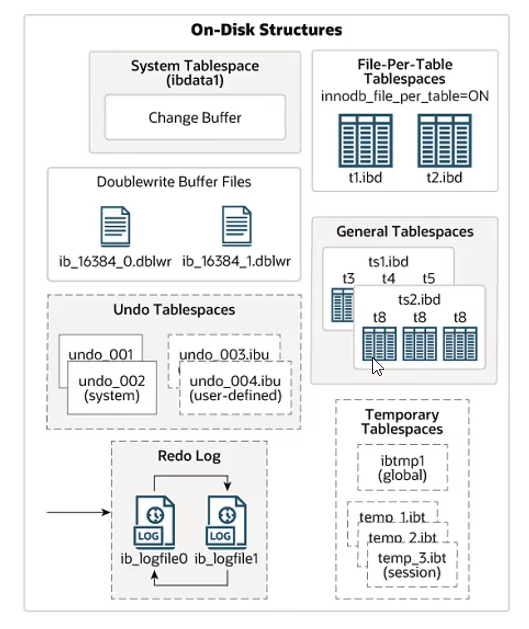 On-Disk Structures
System Tablespace
(ibdata1)
Change Buffer
File-Per-Table
Tablespaces
innodb_file_per_table=ON
t1.ibd
t2.ibd
Doublewrite Buffer Files
ib_16384_0.dblwr
ib_16384_1.dblwr
General Tablespaces
ts1.ibd
t3 t4 t5
ts2.ibd
t8 t8 t8
Undo Tablespaces
undo_001
undo_002
(system)
undo_003.ibu
undo_004.ibu
(user-defined)
Temporary
Tablespaces
ibtmp1
(global)
temp_1.ibt
temp_2.ibt
temp_3.ibt
(session)
Redo Log
LOG
LOG
ib_logfile0
ib_logfile1